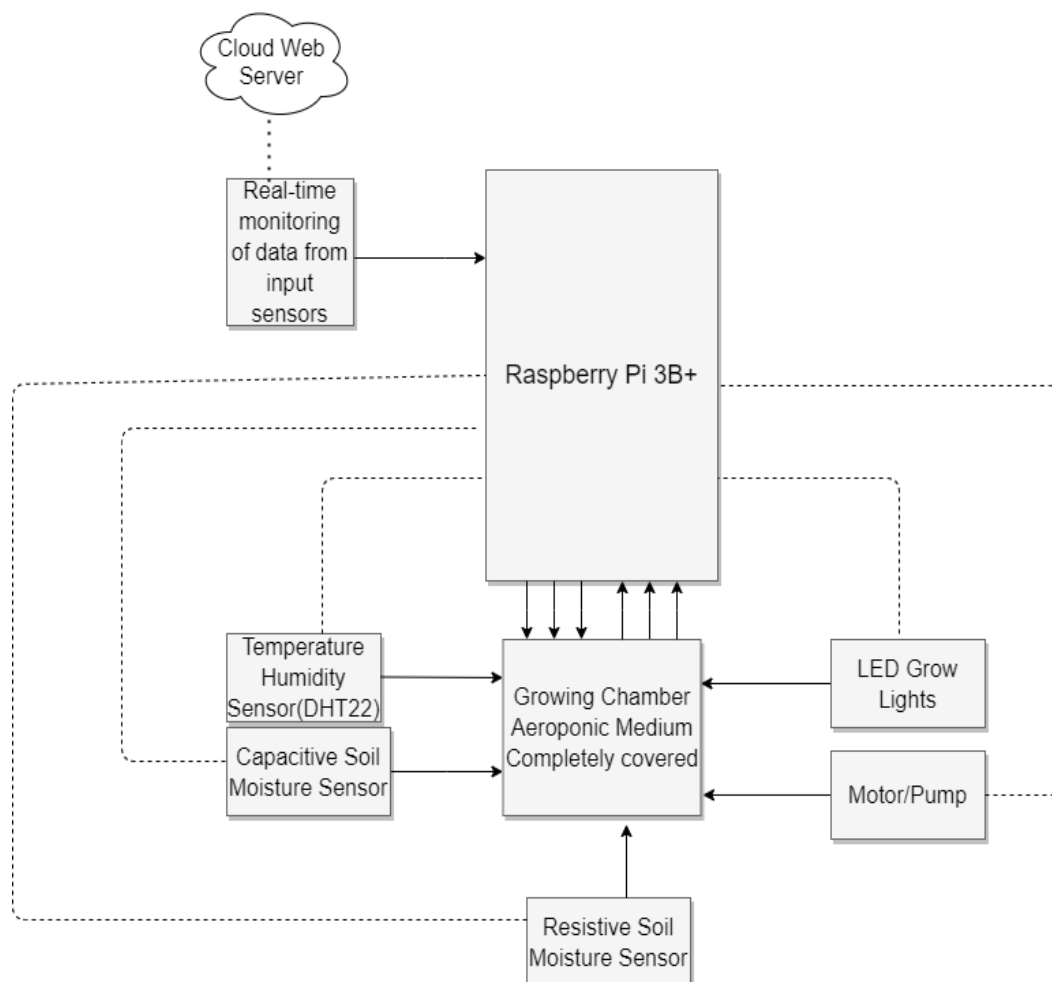 Cloud Web
Server
Real-time
monitoring
of data from
input
sensors
Raspberry Pi 3B+
Temperature
Humidity
Sensor(DHT22)
Capacitive Soil
Moisture Sensor
Growing Chamber
Aeroponic Medium
Completely covered
LED Grow
Lights
Motor/Pump
Resistive Soil
Moisture Sensor